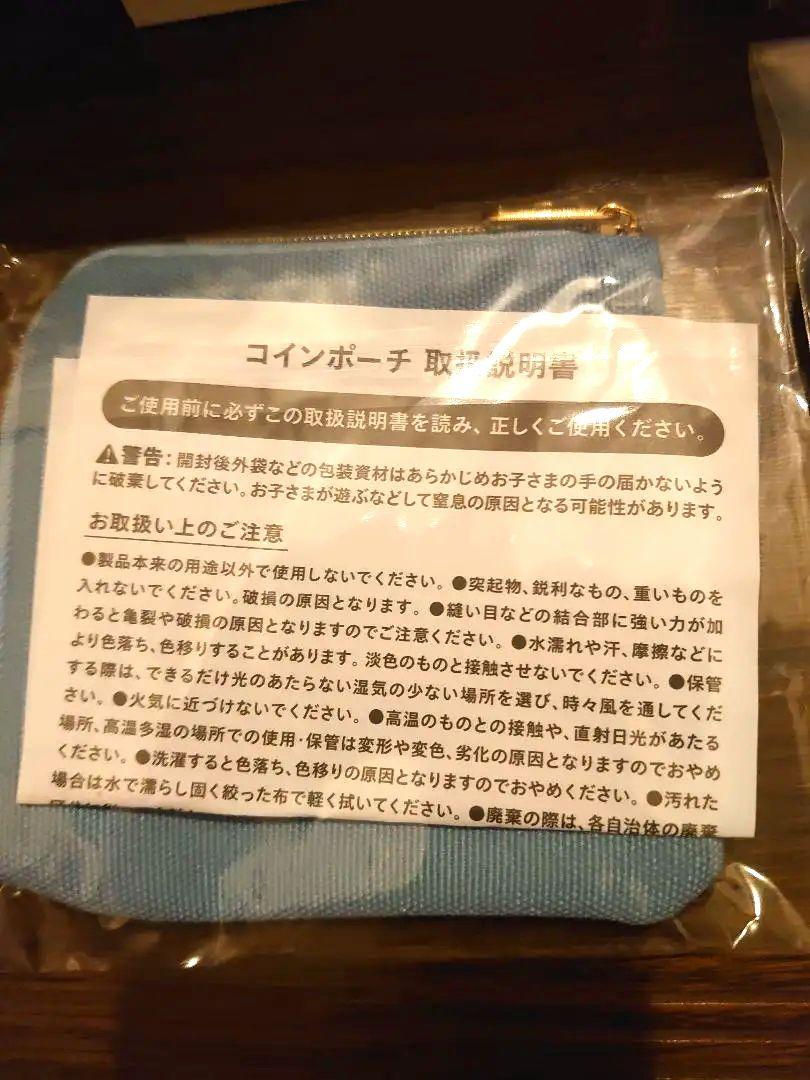 コインポーチ 取扱説明書
ご使用前に必ずこの取扱説明書を読み、正しくご使用ください。
⚠警告：開封後外袋などの包装資材はあらかじめお子さまの手の届かないよう
に破棄してください。お子さまが遊ぶなどして窒息の原因となる可能性があります。
お取扱い上のご注意
●製品本来の用途以外で使用しないでください。●突起物、鋭利なもの、重いものを
入れないでください。破損の原因となります。●縫い目などの結合部に強い力が加
わると亀裂や破損の原因となりますのでご注意ください。●水濡れや汗、摩擦などに
より色落ち、色移りすることがあります。淡色のものと接触させないでください。●保管
する際は、できるだけ光のあたらない湿気の少ない場所を選び、時々風を通してくだ
さい。●火気に近づけないでください。●高温のものとの接触や、直射日光があたる
場所、高温多湿の場所での使用・保管は変形や変色、劣化の原因となりますのでおやめ
ください。●洗濯すると色落ち、色移りの原因となりますのでおやめください。●汚れた
場合は水で濡らし固く絞った布で軽く拭いてください。●廃棄の際は、各自治体の廃棄